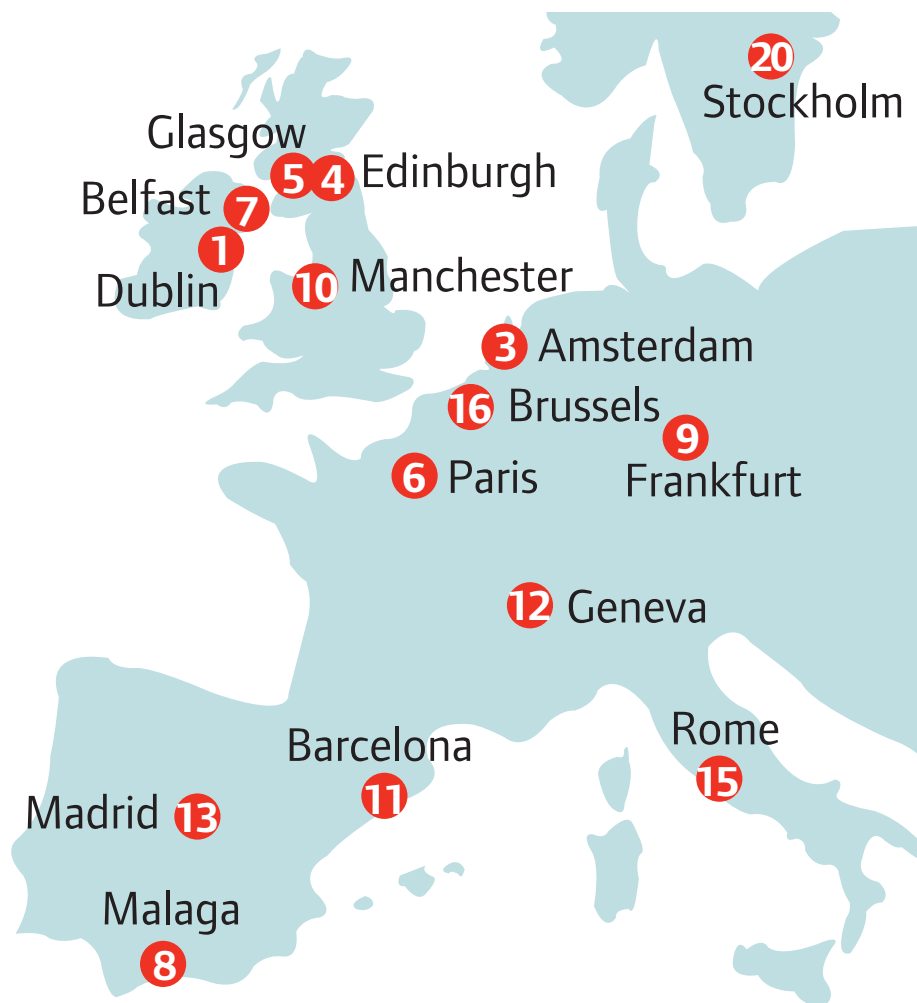 20
Stockholm
Glasgow
5
4
Edinburgh
Belfast
7
1
Dublin
10
Manchester
3
Amsterdam
16
Brussels
9
Frankfurt
6
Paris
12
Geneva
Rome
15
Barcelona
11
Madrid
13
Malaga
8